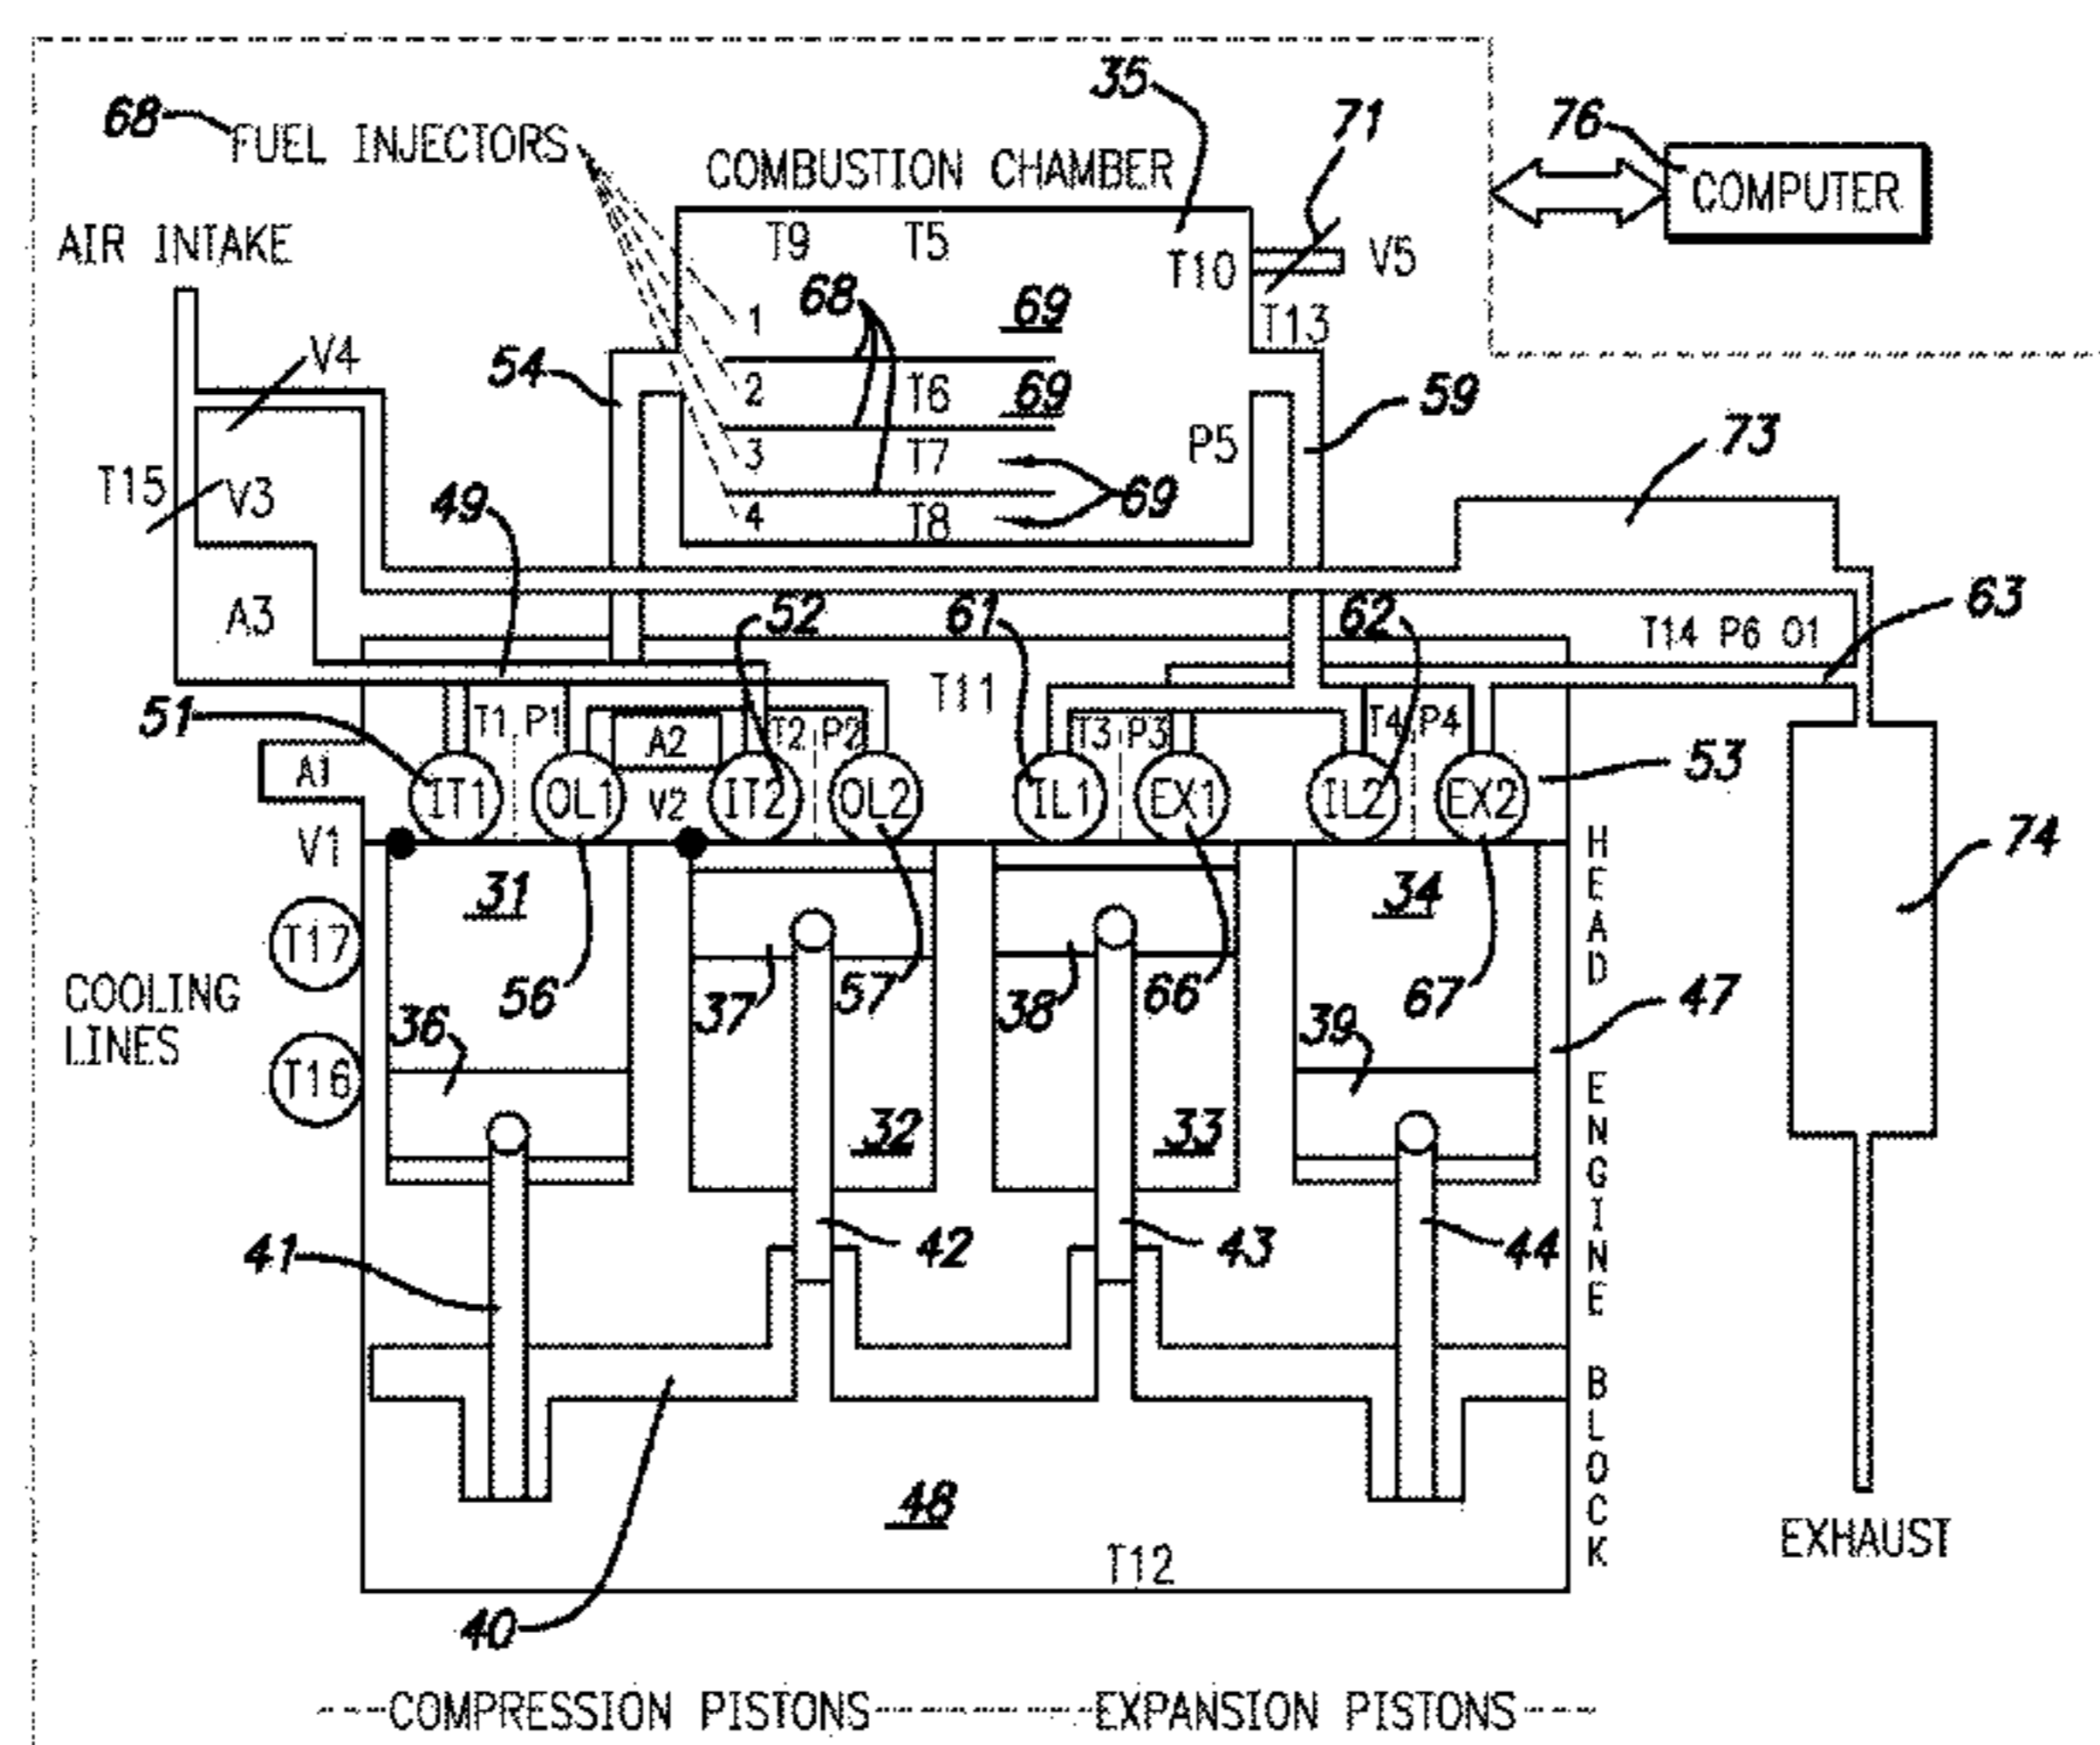 35
71
76
68 FUEL INJECTORS
COMBUSTION CHAMBER
COMPUTER
AIR INTAKE
T9 T5
T10
V5
68
69
T13
1
V4
54
2
T6
69
59
73
3
T7
P5
T15
V3
49
69
4
T8
A3
52
61
62
T14 P6 O1
63
T11
51
T1 P1
A2
T2 P2
T3 P3
T4 P4
A1
IT1
OL1
V2
IT2
OL2
IL1
EX1
IL2
EX2
53
V1
31
34
74
T17
COOLING
LINES
56
37
57
38
66
67
47
36
39
T16
32
33
HEAD ENGINE BLOCK
41
42
43
44
48
EXHAUST
T12
40
---COMPRESSION PISTONS---------EXPANSION PISTONS---